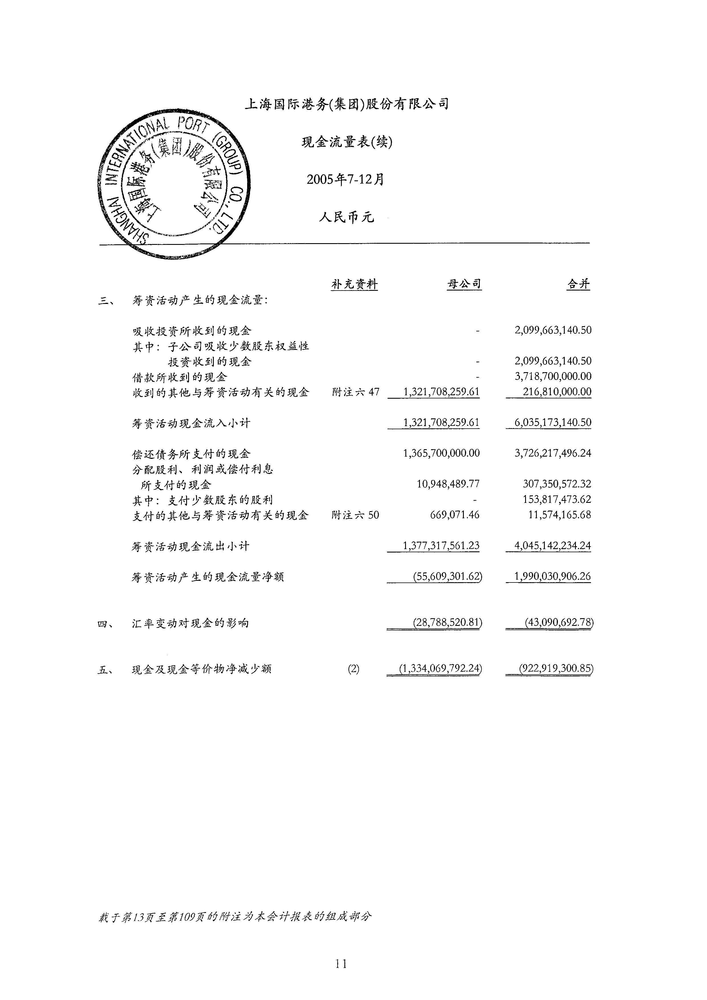 上海国际港务(集团)股份有限公司
现金流量表(续)
2005年7-12月
人民币元
SHANGHAI INTERNATIONAL PORT (GROUP) CO., LTD.
上海国际港务(集团)股份有限公司
补充资料 母公司 合并
三、 筹资活动产生的现金流量:
吸收投资所收到的现金 - 2,099,663,140.50
其中: 子公司吸收少数股东权益性
投资收到的现金 - 2,099,663,140.50
借款所收到的现金 - 3,718,700,000.00
收到的其他与筹资活动有关的现金 附注六 47 1,321,708,259.61 216,810,000.00
筹资活动现金流入小计 1,321,708,259.61 6,035,173,140.50
偿还债务所支付的现金 1,365,700,000.00 3,726,217,496.24
分配股利、利润或偿付利息
所支付的现金 10,948,489.77 307,350,572.32
其中: 支付少数股东的股利 - 153,817,473.62
支付的其他与筹资活动有关的现金 附注六 50 669,071.46 11,574,165.68
筹资活动现金流出小计 1,377,317,561.23 4,045,142,234.24
筹资活动产生的现金流量净额 (55,609,301.62) 1,990,030,906.26
四、 汇率变动对现金的影响 (28,788,520.81) (43,090,692.78)
五、 现金及现金等价物净减少额 (2) (1,334,069,792.24) (922,919,300.85)
载于第13页至第109页的附注为本会计报表的组成部分
11